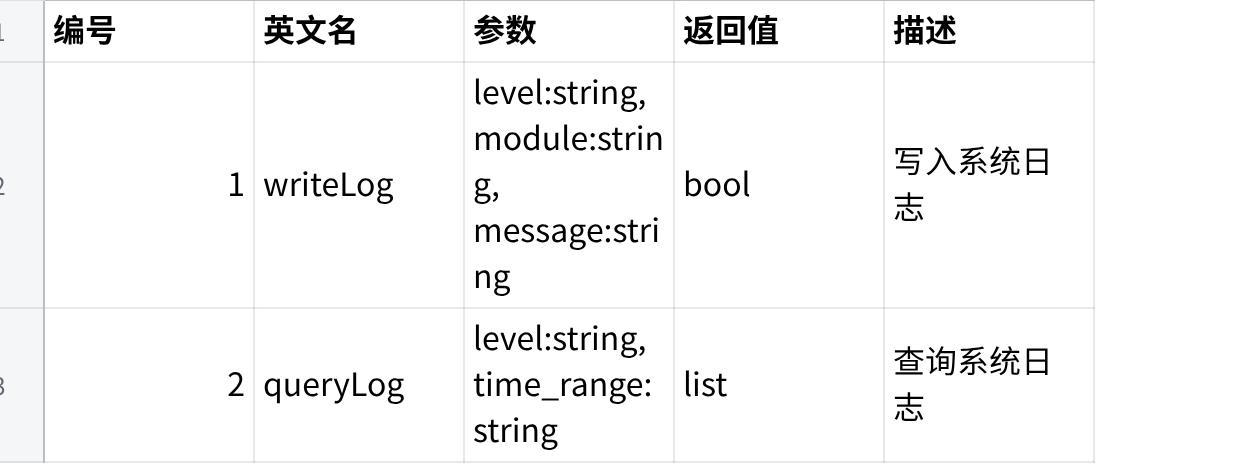 1 编号 英文名 参数 返回值 描述
level:string,
module:strin
g,
message:stri
ng
2 1 writeLog bool 写入系统日
志
level:string,
time_range:
string
3 2 queryLog list 查询系统日
志